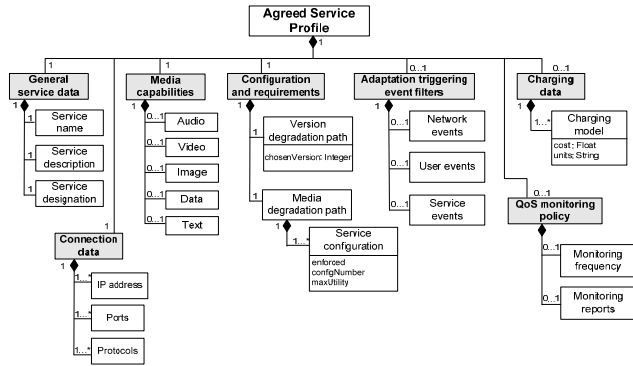 Agreed Service
Profile
1
1
1
1
0...1
0...1
General
service data
Media
capabilities
Configuration
and requirements
Adaptation triggering
event filters
Charging
data
1
1
1
1
1
1
Service
name
1
Service
description
1
Service
designation
0...1
Audio
0...1
Video
0...1
Image
0...1
Data
0...1
Text
1
Version
degradation path
chosenVersion: Integer
1
Media
degradation path
1
1...*
Service
configuration
enforced
configNumber
maxUtility
0...1
Network
events
0...1
User events
0...1
Service
events
1...*
Charging
model
cost; Float
units; String
1
Connection
data
1
1...*
IP address
1...*
Ports
1...*
Protocols
0...1
QoS monitoring
policy
1
0...1
Monitoring
frequency
0...1
Monitoring
reports